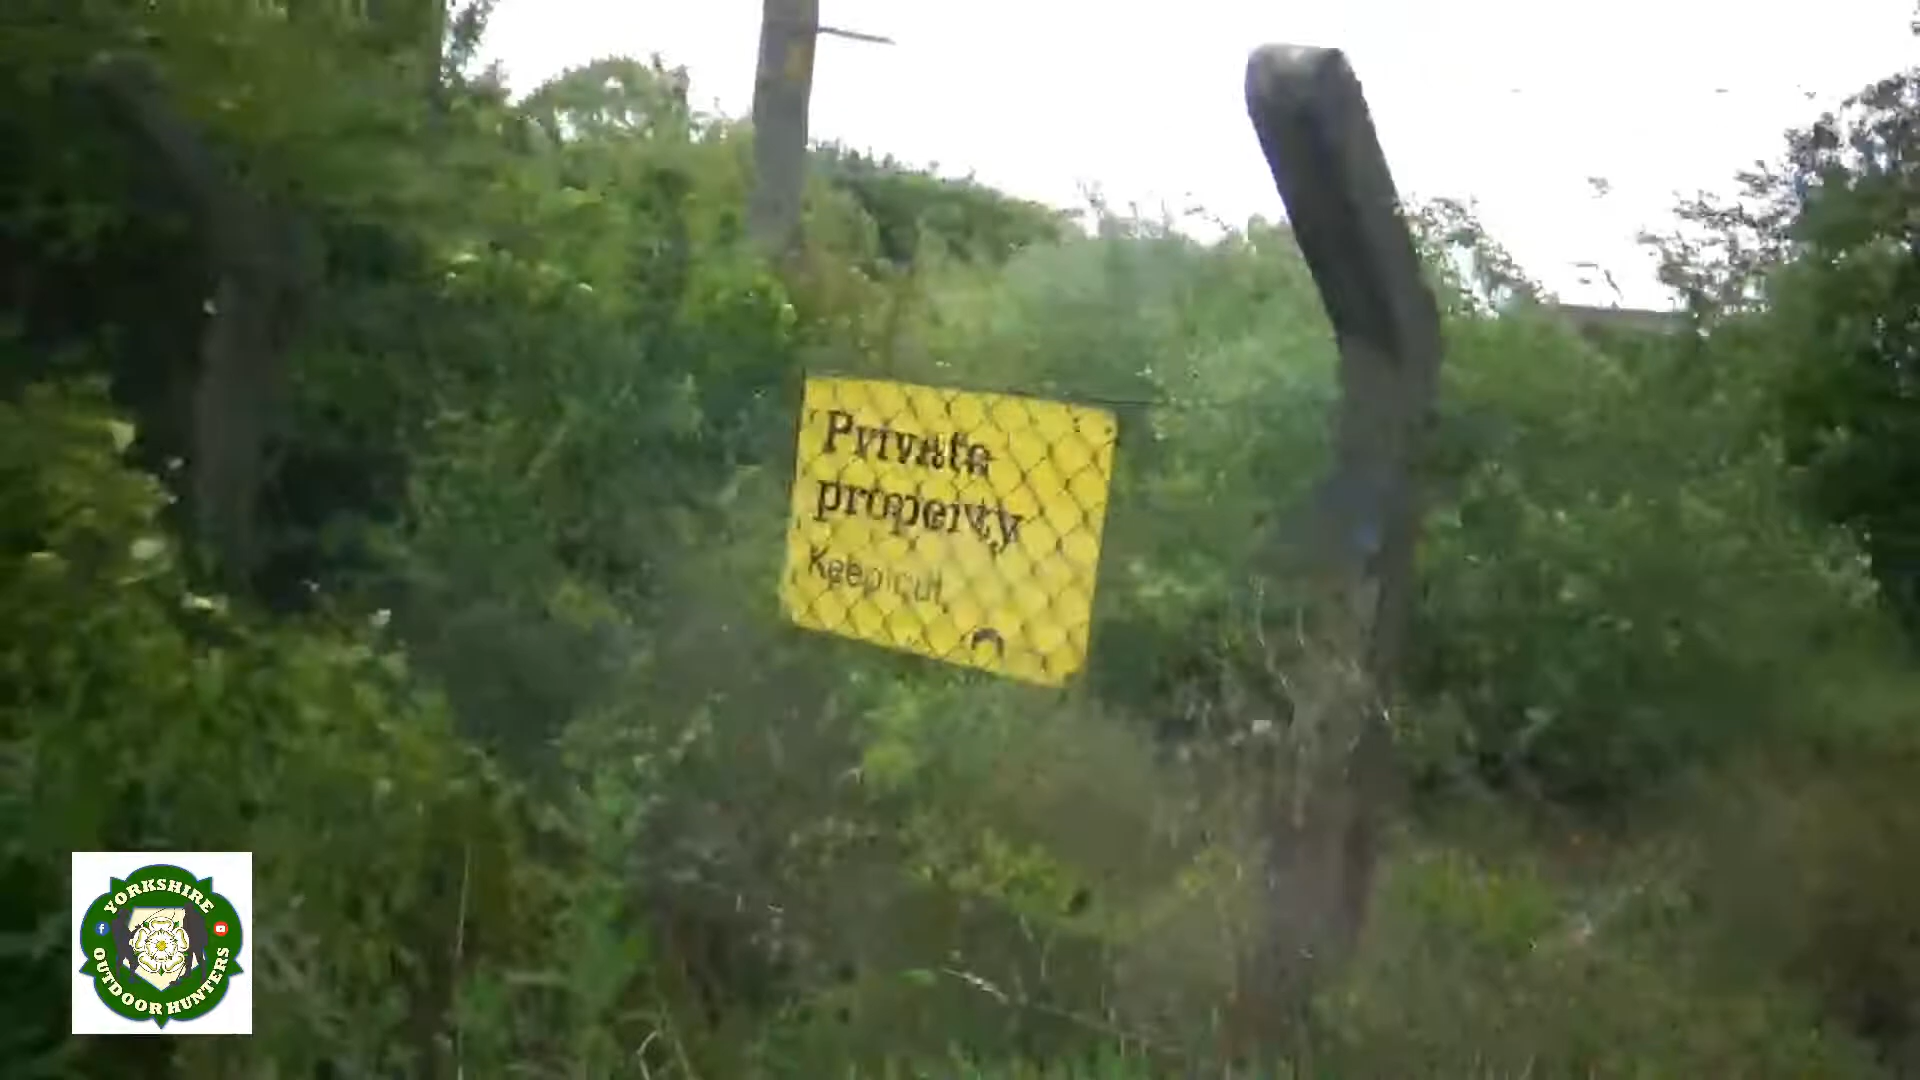 Private
property
Keep out
YORKSHIRE
OUTDOOR HUNTERS